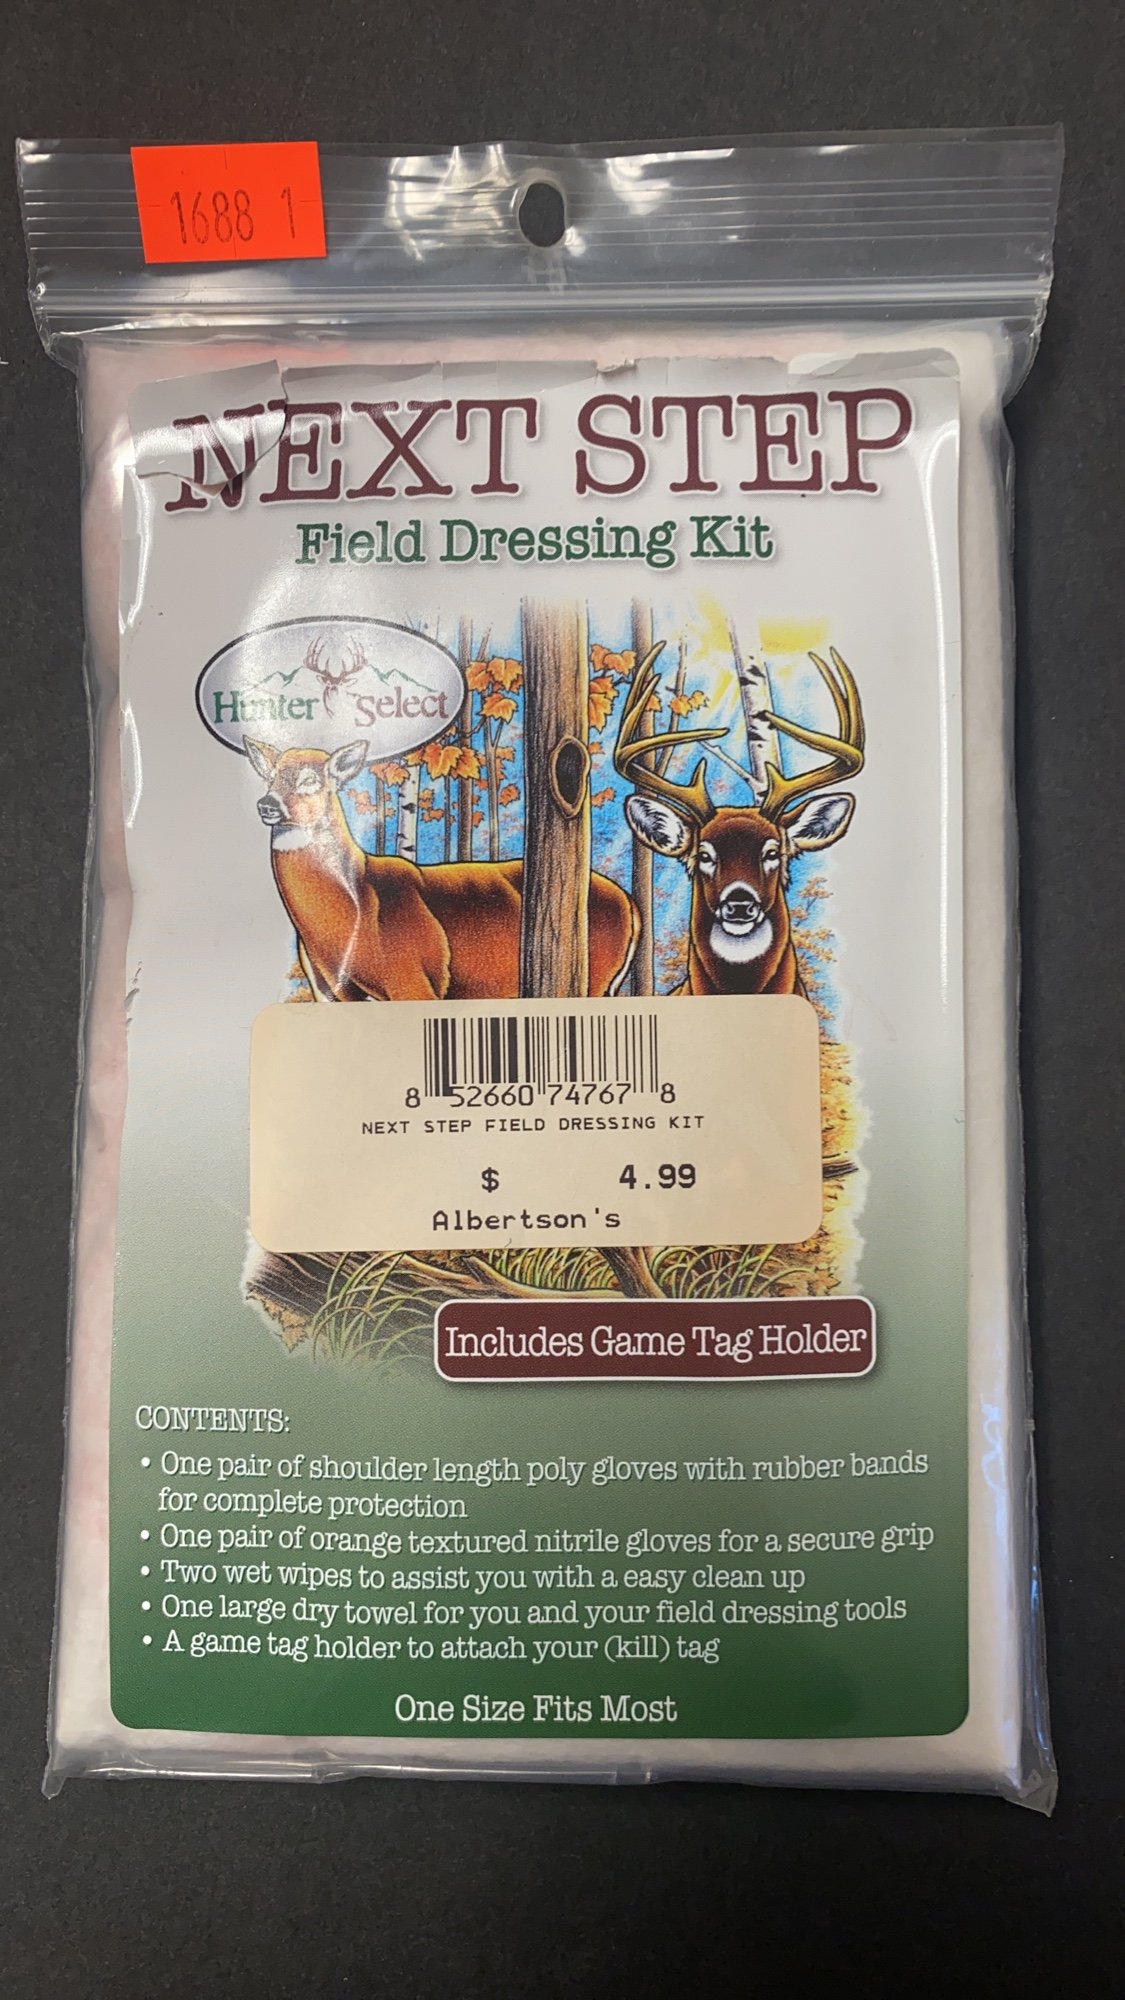 1688 1
NEXT STEP
Field Dressing Kit
Hunter Select
8 52660 74767 8
NEXT STEP FIELD DRESSING KIT
$ 4.99
Albertson's
Includes Game Tag Holder
CONTENTS:
• One pair of shoulder length poly gloves with rubber bands
for complete protection
• One pair of orange textured nitrile gloves for a secure grip
• Two wet wipes to assist you with a easy clean up
• One large dry towel for you and your field dressing tools
• A game tag holder to attach your (kill) tag
One Size Fits Most